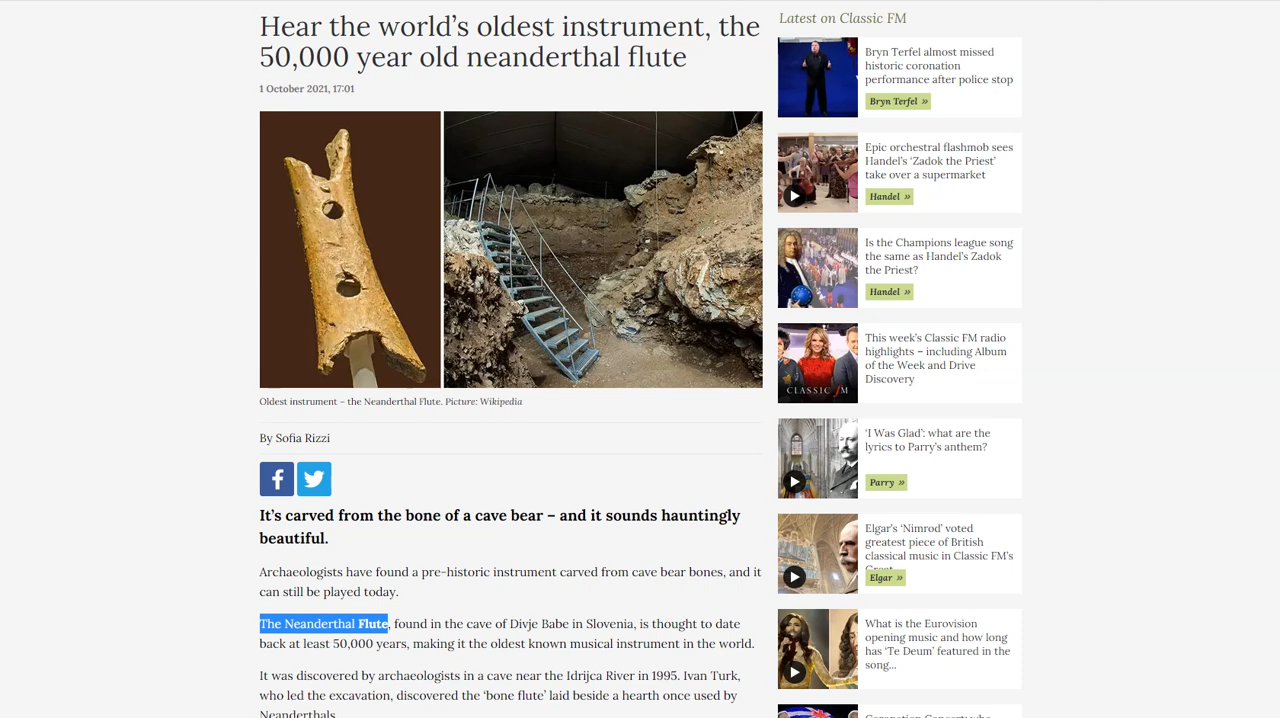 Hear the world's oldest instrument, the
50,000 year old neanderthal flute
1 October 2021, 17:01
Oldest instrument – the Neanderthal Flute. Picture: Wikipedia
By Sofia Rizzi
It's carved from the bone of a cave bear – and it sounds hauntingly
beautiful.
Archaeologists have found a pre-historic instrument carved from cave bear bones, and it
can still be played today.
The Neanderthal Flute, found in the cave of Divje Babe in Slovenia, is thought to date
back at least 50,000 years, making it the oldest known musical instrument in the world.
It was discovered by archaeologists in a cave near the Idrijca River in 1995. Ivan Turk,
who led the excavation, discovered the 'bone flute' laid beside a hearth once used by
Neanderthals.
Latest on Classic FM
Bryn Terfel almost missed
historic coronation
performance after police stop
Bryn Terfel »
Epic orchestral flashmob sees
Handel's 'Zadok the Priest'
take over a supermarket
Handel »
Is the Champions league song
the same as Handel's Zadok
the Priest?
Handel »
CLASSIC FM
This week's Classic FM radio
highlights – including Album
of the Week and Drive
Discovery
'I Was Glad': what are the
lyrics to Parry's anthem?
Parry »
Elgar's 'Nimrod' voted
greatest piece of British
classical music in Classic FM's
Elgar »
What is the Eurovision
opening music and how long
has 'Te Deum' featured in the
song...
Coronation Concert: who